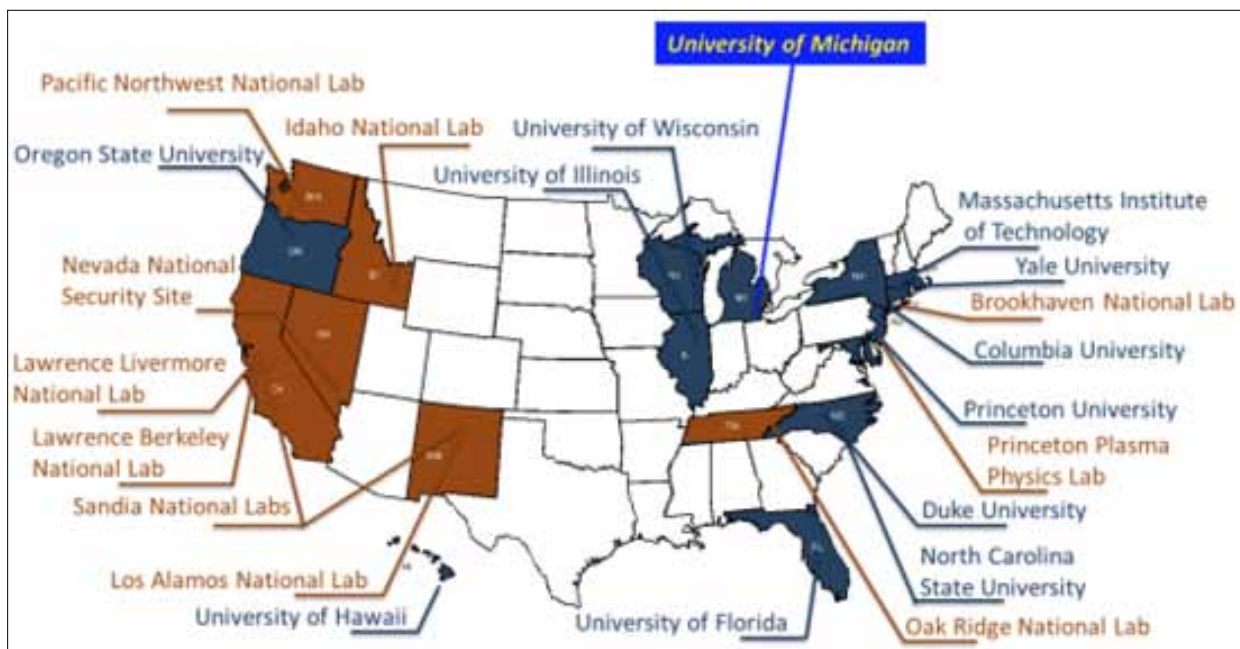 University of Michigan
Pacific Northwest National Lab
Idaho National Lab
University of Wisconsin
Oregon State University
University of Illinois
Massachusetts Institute
of Technology
Nevada National
Security Site
Yale University
Brookhaven National Lab
Lawrence Livermore
National Lab
Columbia University
Lawrence Berkeley
National Lab
Princeton University
Princeton Plasma
Physics Lab
Sandia National Labs
Duke University
North Carolina
State University
Los Alamos National Lab
University of Hawaii
University of Florida
Oak Ridge National Lab